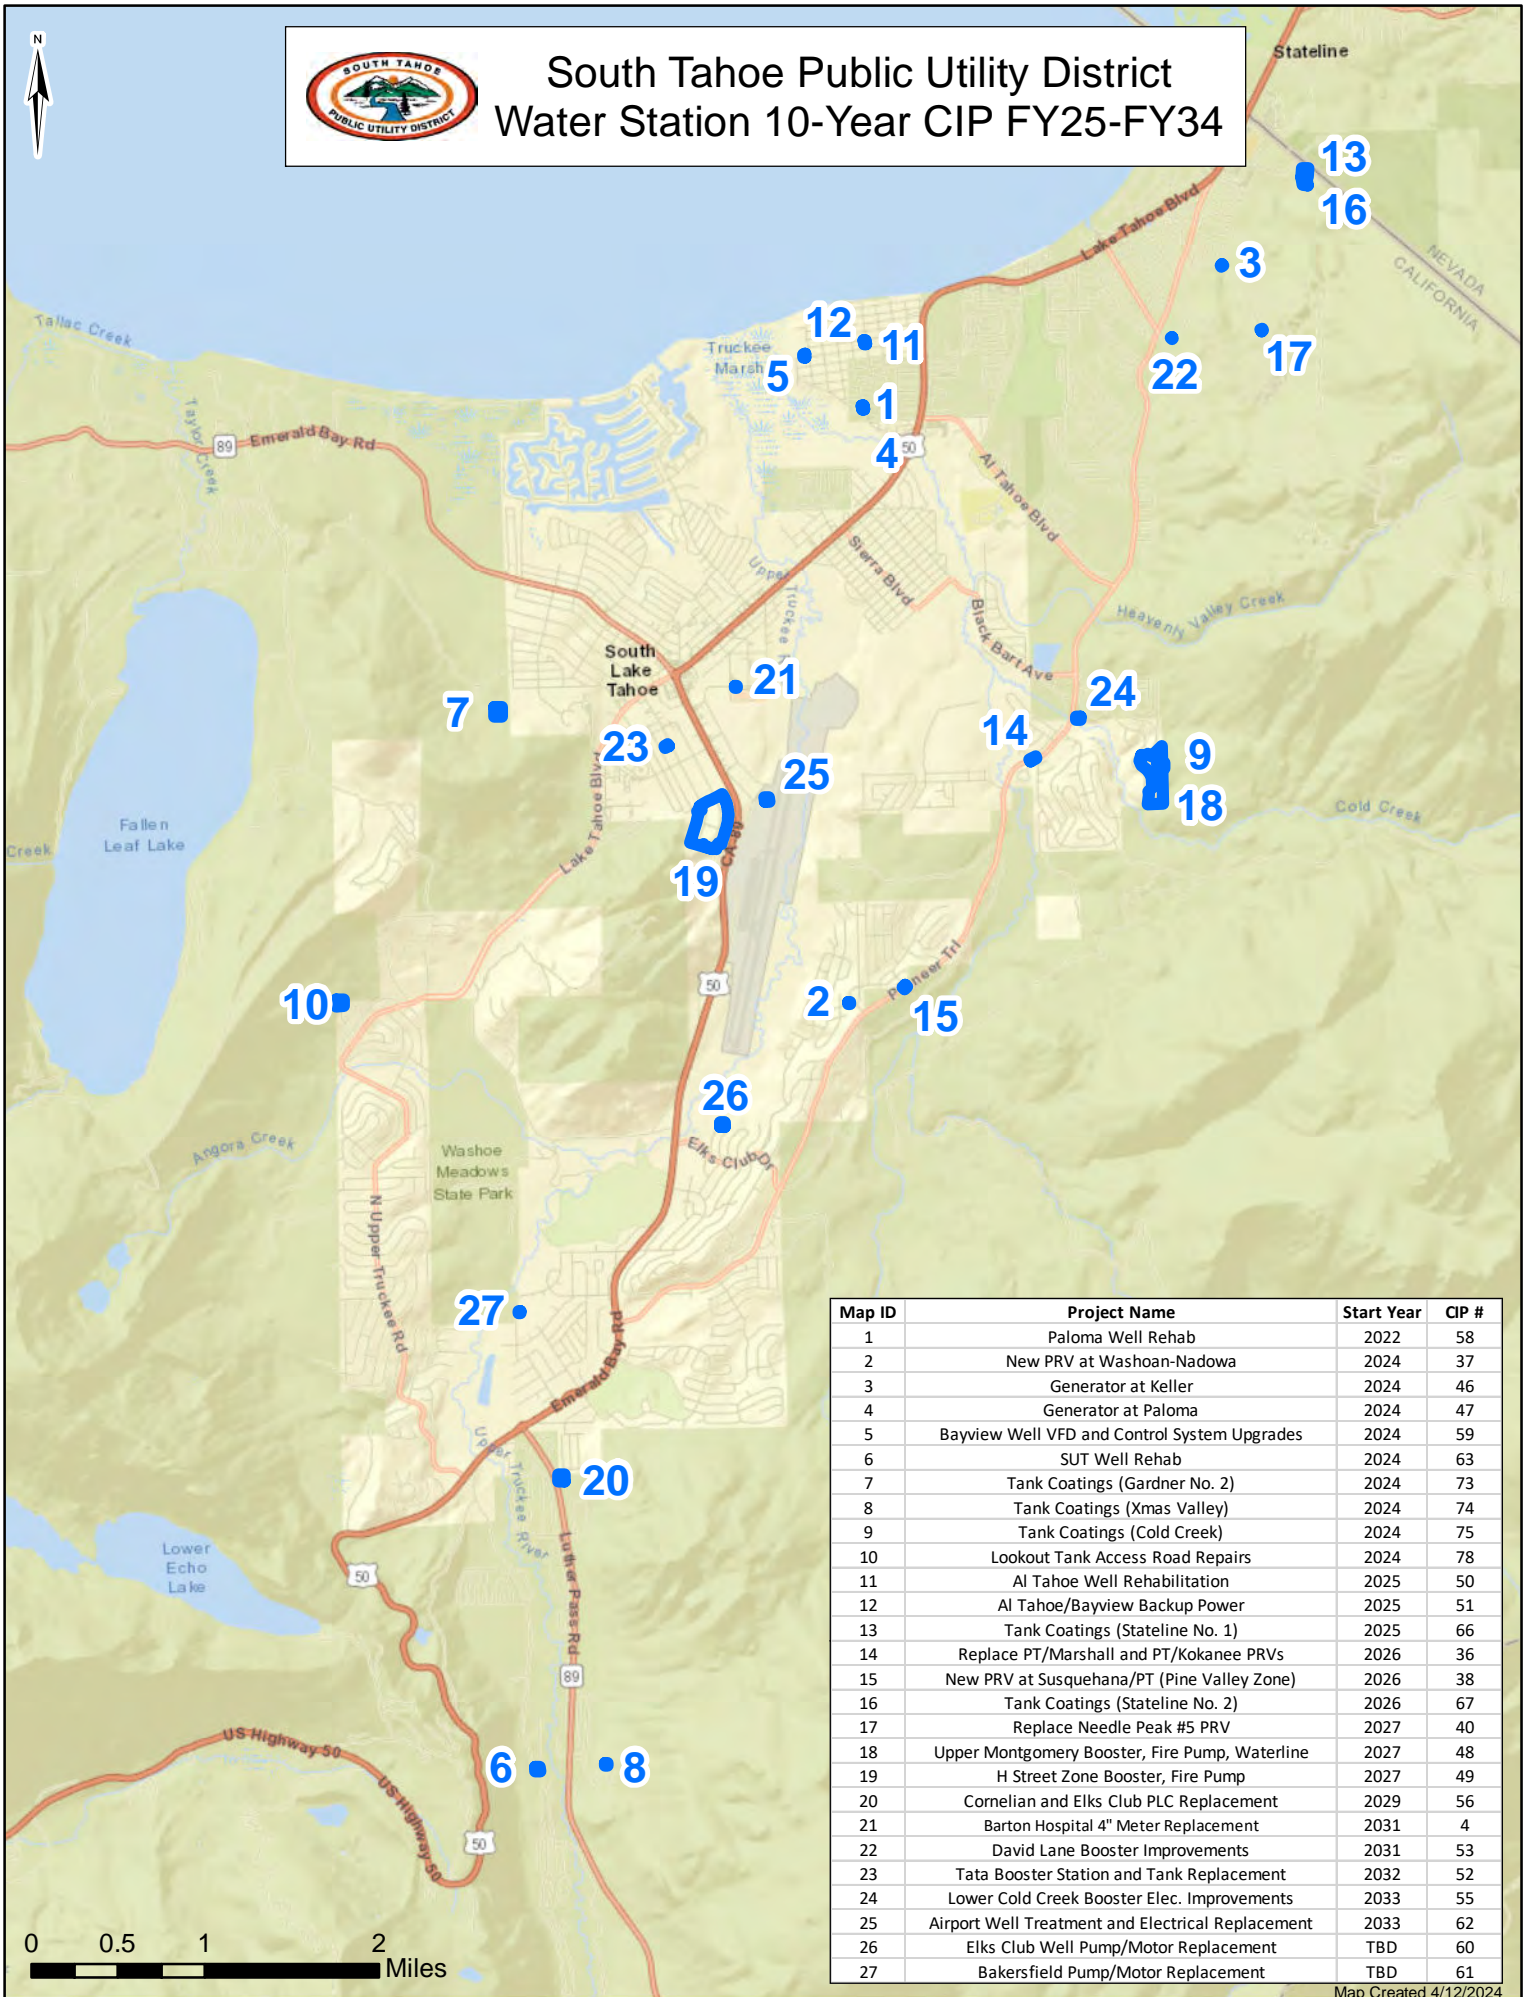 N
SOUTH TAHOE
PUBLIC UTILITY DISTRICT
South Tahoe Public Utility District
Water Station 10-Year CIP FY25-FY34
Stateline
13
16
Lake Tahoe Blvd
NEVADA
CALIFORNIA
3
Tallac Creek
12
11
Truckee
Marsh
5
22
17
1
Taylor Creek
89
Emerald Bay Rd
4
50
Al Tahoe Blvd
Sierra Blvd
Upper Truckee R
Black Bart Ave
Heavenly Valley Creek
South
Lake
Tahoe
21
7
24
23
14
25
9
18
Lake Tahoe Blvd
Cold Creek
Fallen
Leaf Lake
Creek
CA-89
19
50
Pioneer Trl
10
2
15
26
Elks Club Dr
Angora Creek
Washoe
Meadows
State Park
N Upper Truckee Rd
27
Emerald Bay Rd
Upper Truckee River
20
Luther Pass Rd
Lower
Echo
Lake
50
89
US Highway 50
US Highway 50
6
8
50
Map ID Project Name Start Year CIP #
1 Paloma Well Rehab 2022 58
2 New PRV at Washoan-Nadowa 2024 37
3 Generator at Keller 2024 46
4 Generator at Paloma 2024 47
5 Bayview Well VFD and Control System Upgrades 2024 59
6 SUT Well Rehab 2024 63
7 Tank Coatings (Gardner No. 2) 2024 73
8 Tank Coatings (Xmas Valley) 2024 74
9 Tank Coatings (Cold Creek) 2024 75
10 Lookout Tank Access Road Repairs 2024 78
11 Al Tahoe Well Rehabilitation 2025 50
12 Al Tahoe/Bayview Backup Power 2025 51
13 Tank Coatings (Stateline No. 1) 2025 66
14 Replace PT/Marshall and PT/Kokanee PRVs 2026 36
15 New PRV at Susquehana/PT (Pine Valley Zone) 2026 38
16 Tank Coatings (Stateline No. 2) 2026 67
17 Replace Needle Peak #5 PRV 2027 40
18 Upper Montgomery Booster, Fire Pump, Waterline 2027 48
19 H Street Zone Booster, Fire Pump 2027 49
20 Cornelian and Elks Club PLC Replacement 2029 56
21 Barton Hospital 4" Meter Replacement 2031 4
22 David Lane Booster Improvements 2031 53
23 Tata Booster Station and Tank Replacement 2032 52
24 Lower Cold Creek Booster Elec. Improvements 2033 55
25 Airport Well Treatment and Electrical Replacement 2033 62
26 Elks Club Well Pump/Motor Replacement TBD 60
27 Bakersfield Pump/Motor Replacement TBD 61
0 0.5 1 2
Miles
Map Created 4/12/2024